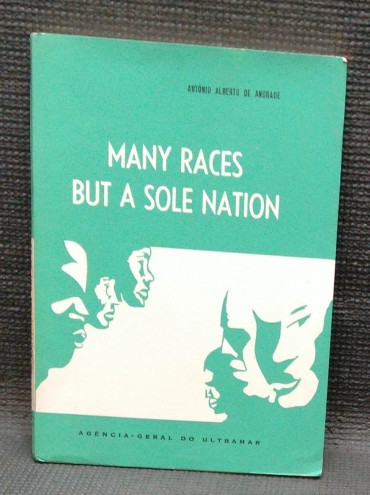 ANTÓNIO ALBERTO DE ANDRADE
MANY RACES
BUT A SOLE NATION
AGÊNCIA-GERAL DO ULTRAMAR